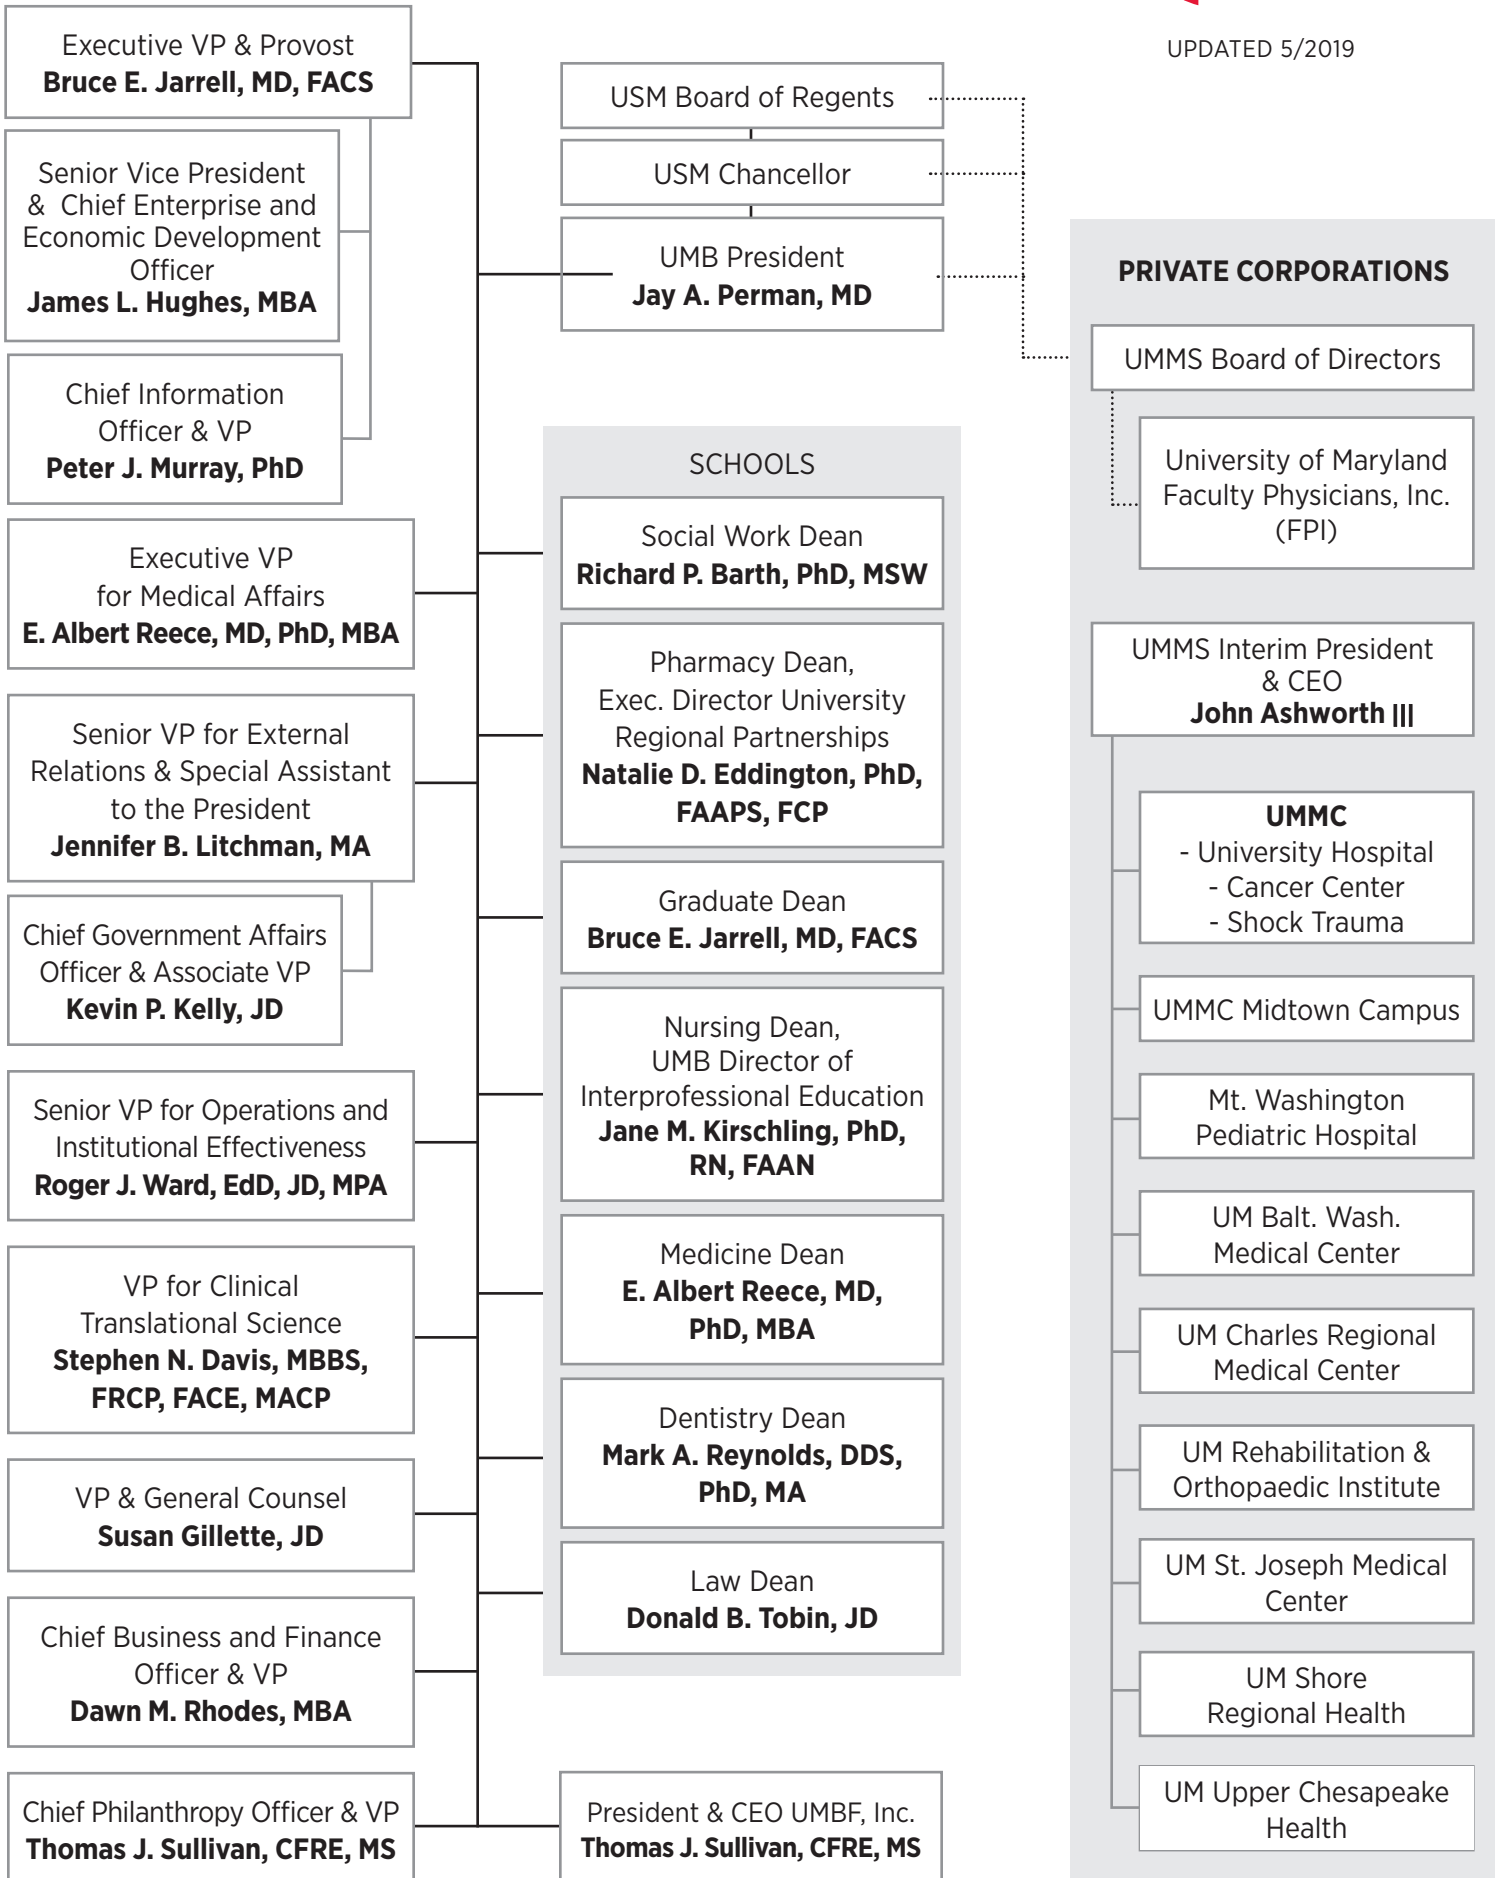 UPDATED 5/2019
Executive VP & Provost
Bruce E. Jarrell, MD, FACS
Senior Vice President
& Chief Enterprise and
Economic Development
Officer
James L. Hughes, MBA
Chief Information
Officer & VP
Peter J. Murray, PhD
Executive VP
for Medical Affairs
E. Albert Reece, MD, PhD, MBA
Senior VP for External
Relations & Special Assistant
to the President
Jennifer B. Litchman, MA
Chief Government Affairs
Officer & Associate VP
Kevin P. Kelly, JD
Senior VP for Operations and
Institutional Effectiveness
Roger J. Ward, EdD, JD, MPA
VP for Clinical
Translational Science
Stephen N. Davis, MBBS,
FRCP, FACE, MACP
VP & General Counsel
Susan Gillette, JD
Chief Business and Finance
Officer & VP
Dawn M. Rhodes, MBA
Chief Philanthropy Officer & VP
Thomas J. Sullivan, CFRE, MS
USM Board of Regents
USM Chancellor
UMB President
Jay A. Perman, MD
SCHOOLS
Social Work Dean
Richard P. Barth, PhD, MSW
Pharmacy Dean,
Exec. Director University
Regional Partnerships
Natalie D. Eddington, PhD,
FAAPS, FCP
Graduate Dean
Bruce E. Jarrell, MD, FACS
Nursing Dean,
UMB Director of
Interprofessional Education
Jane M. Kirschling, PhD,
RN, FAAN
Medicine Dean
E. Albert Reece, MD,
PhD, MBA
Dentistry Dean
Mark A. Reynolds, DDS,
PhD, MA
Law Dean
Donald B. Tobin, JD
President & CEO UMBF, Inc.
Thomas J. Sullivan, CFRE, MS
PRIVATE CORPORATIONS
UMMS Board of Directors
University of Maryland
Faculty Physicians, Inc.
(FPI)
UMMS Interim President
& CEO
John Ashworth III
UMMC
- University Hospital
- Cancer Center
- Shock Trauma
UMMC Midtown Campus
Mt. Washington
Pediatric Hospital
UM Balt. Wash.
Medical Center
UM Charles Regional
Medical Center
UM Rehabilitation &
Orthopaedic Institute
UM St. Joseph Medical
Center
UM Shore
Regional Health
UM Upper Chesapeake
Health